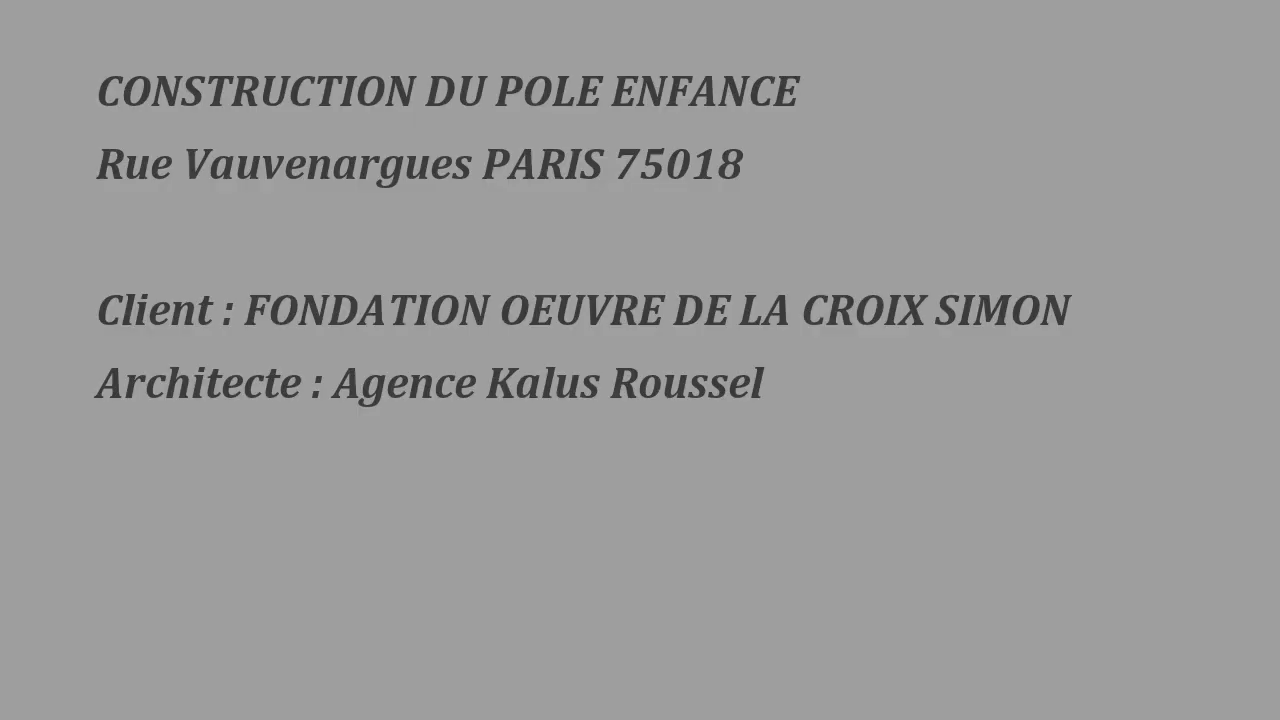 CONSTRUCTION DU POLE ENFANCE
Rue Vauvenargues PARIS 75018
Client : FONDATION OEUVRE DE LA CROIX SIMON
Architecte : Agence Kalus Roussel